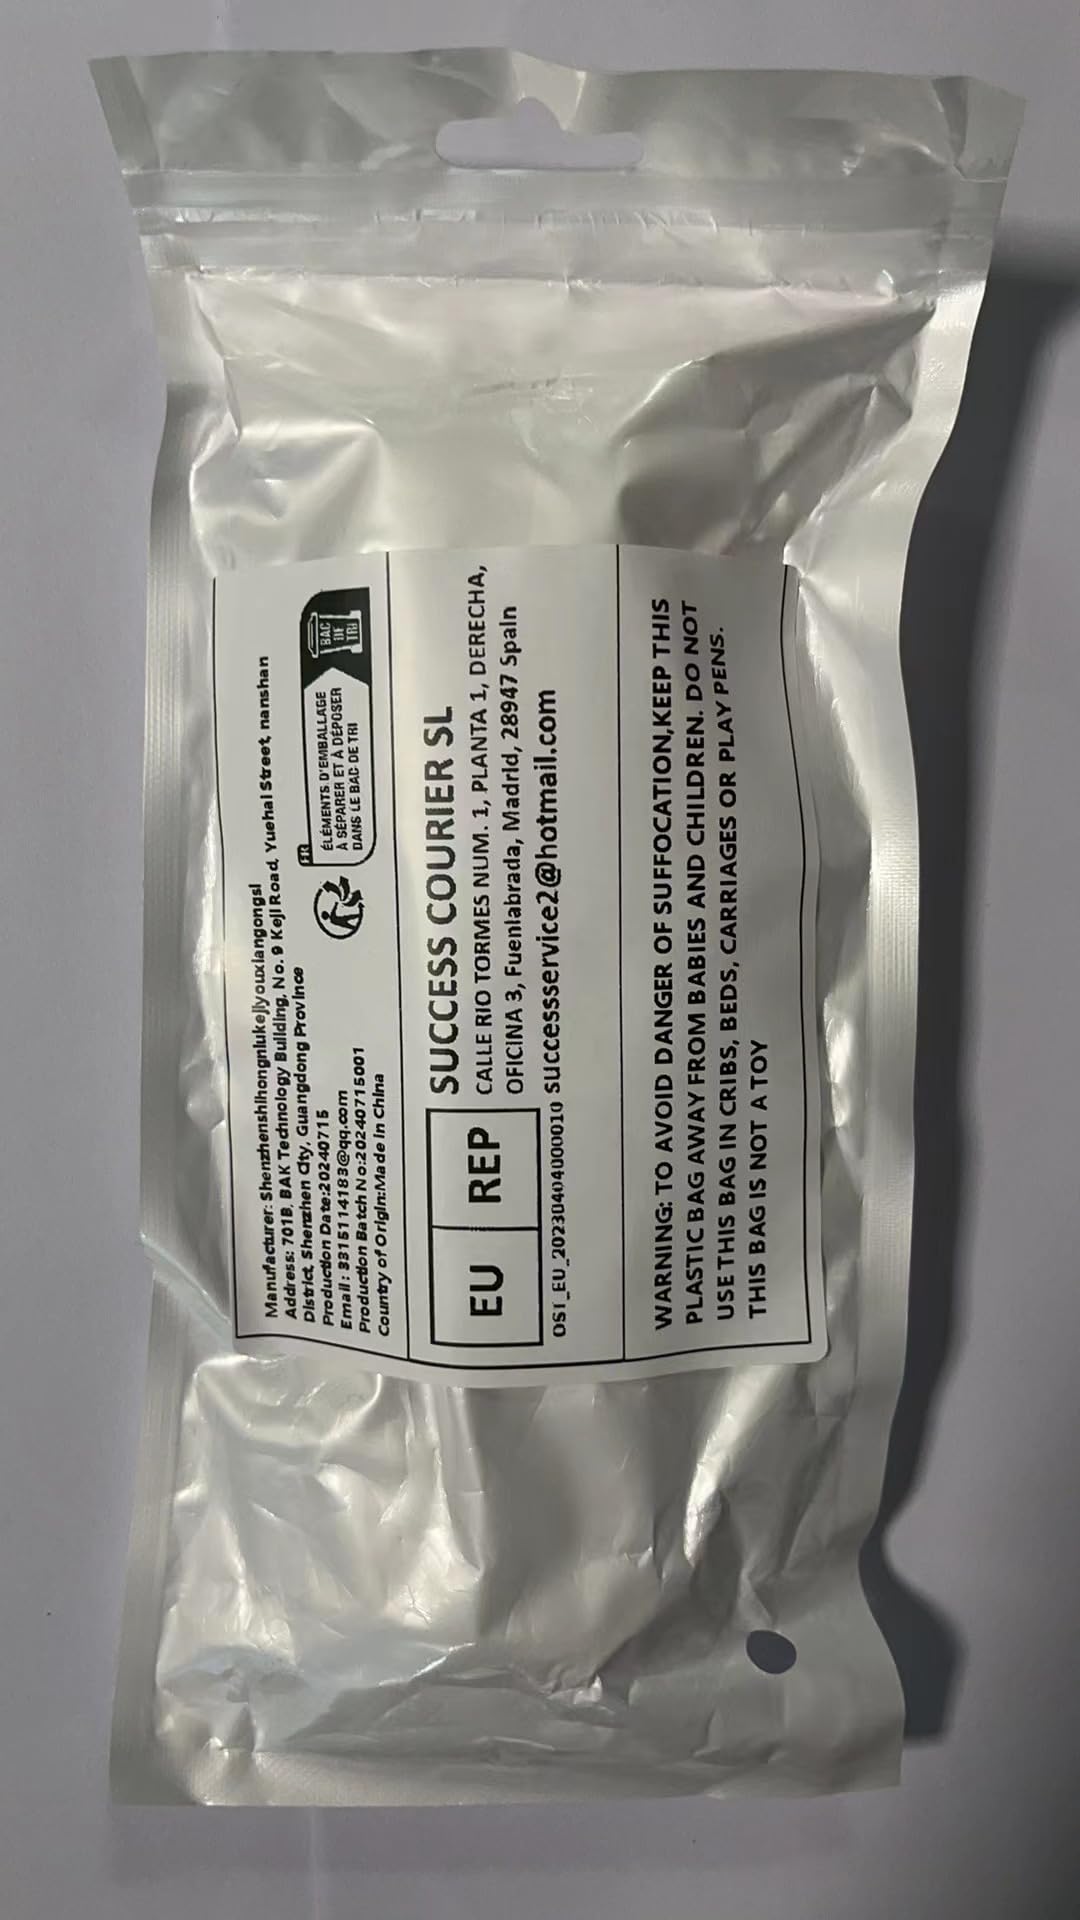 Manufacturer: Shenzhenshihongniukejiyouxiangongsi
Address: 701B, BAK Technology Building, No. 9 Keji Road, Yuehai Street, nanshan
District, Shenzhen City, Guangdong Province
Production Date:20240715
Email: 3315114183@qq.com
Production Batch No:20240715001
Country of Origin:Made in China
FR
ÉLÉMENTS D'EMBALLAGE
À SÉPARER ET À DÉPOSER
DANS LE BAC DE TRI
BAC
DE
TRI
EU REP
SUCCESS COURIER SL
CALLE RIO TORMES NUM. 1, PLANTA 1, DERECHA,
OFICINA 3, Fuenlabrada, Madrid, 28947 Spain
OST_EU_20230404000010 successservice2@hotmail.com
WARNING: TO AVOID DANGER OF SUFFOCATION,KEEP THIS
PLASTIC BAG AWAY FROM BABIES AND CHILDREN. DO NOT
USE THIS BAG IN CRIBS, BEDS, CARRIAGES OR PLAY PENS.
THIS BAG IS NOT A TOY